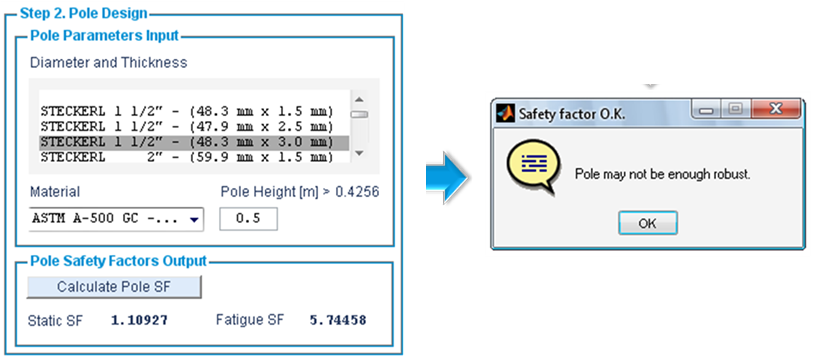 Step 2. Pole Design
Pole Parameters Input
Diameter and Thickness
STECKERL 1 1/2" - (48.3 mm x 1.5 mm)
STECKERL 1 1/2" - (47.9 mm x 2.5 mm)
STECKERL 1 1/2" - (48.3 mm x 3.0 mm)
STECKERL 2" - (59.9 mm x 1.5 mm)
Material
Pole Height [m] > 0.4256
ASTM A-500 GC -...
0.5
Pole Safety Factors Output
Calculate Pole SF
Static SF 1.10927 Fatigue SF 5.74458
Safety factor O.K.
Pole may not be enough robust.
OK